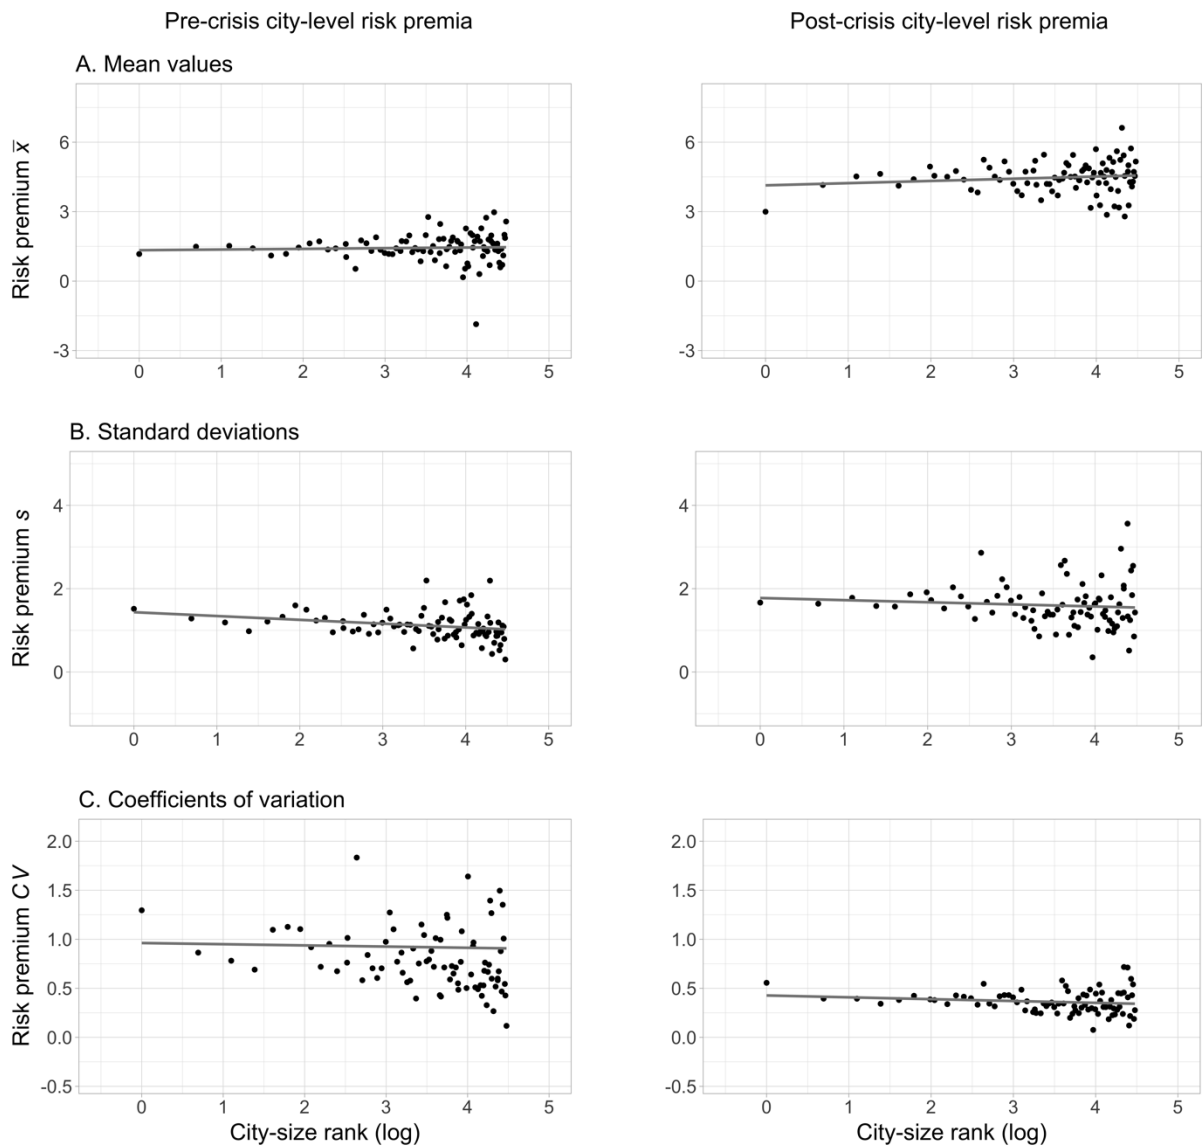 Pre-crisis city-level risk premia
Post-crisis city-level risk premia
A. Mean values
Risk premium x̅
6
3
0
-3
0 1 2 3 4 5
6
3
0
-3
0 1 2 3 4 5
B. Standard deviations
Risk premium s
4
2
0
0 1 2 3 4 5
4
2
0
0 1 2 3 4 5
C. Coefficients of variation
Risk premium CV
2.0
1.5
1.0
0.5
0.0
-0.5
0 1 2 3 4 5
City-size rank (log)
2.0
1.5
1.0
0.5
0.0
-0.5
0 1 2 3 4 5
City-size rank (log)